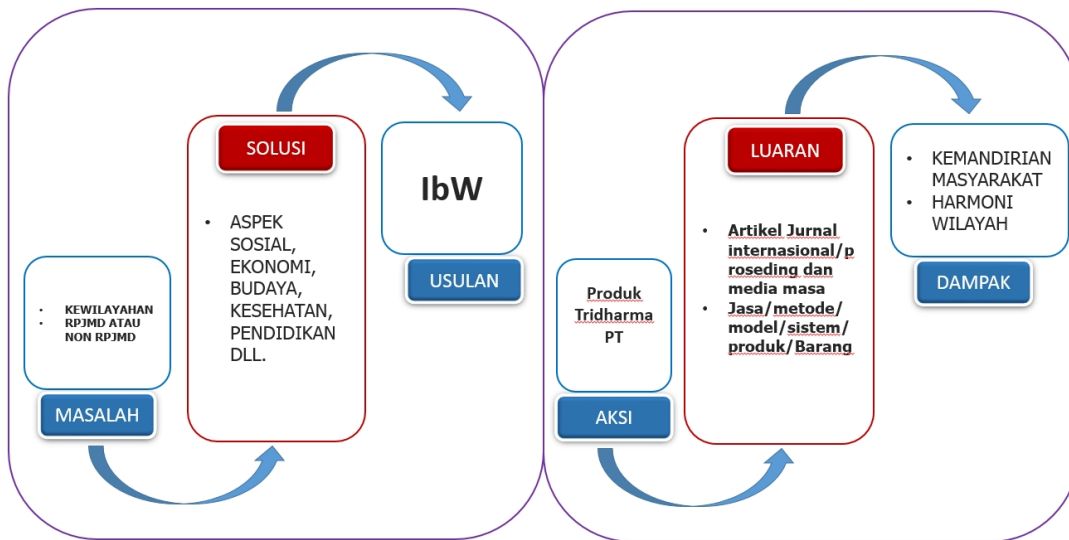 • KEWILAYAHAN
• RPJMD ATAU
NON RPJMD
MASALAH
SOLUSI
• ASPEK
SOSIAL,
EKONOMI,
BUDAYA,
KESEHATAN,
PENDIDIKAN
DLL.
IbW
USULAN
Produk
Tridharma
PT
AKSI
LUARAN
• Artikel Jurnal
internasional/p
roseding dan
media masa
• Jasa/metode/
model/sistem/
produk/Barang
• KEMANDIRIAN
MASYARAKAT
• HARMONI
WILAYAH
DAMPAK